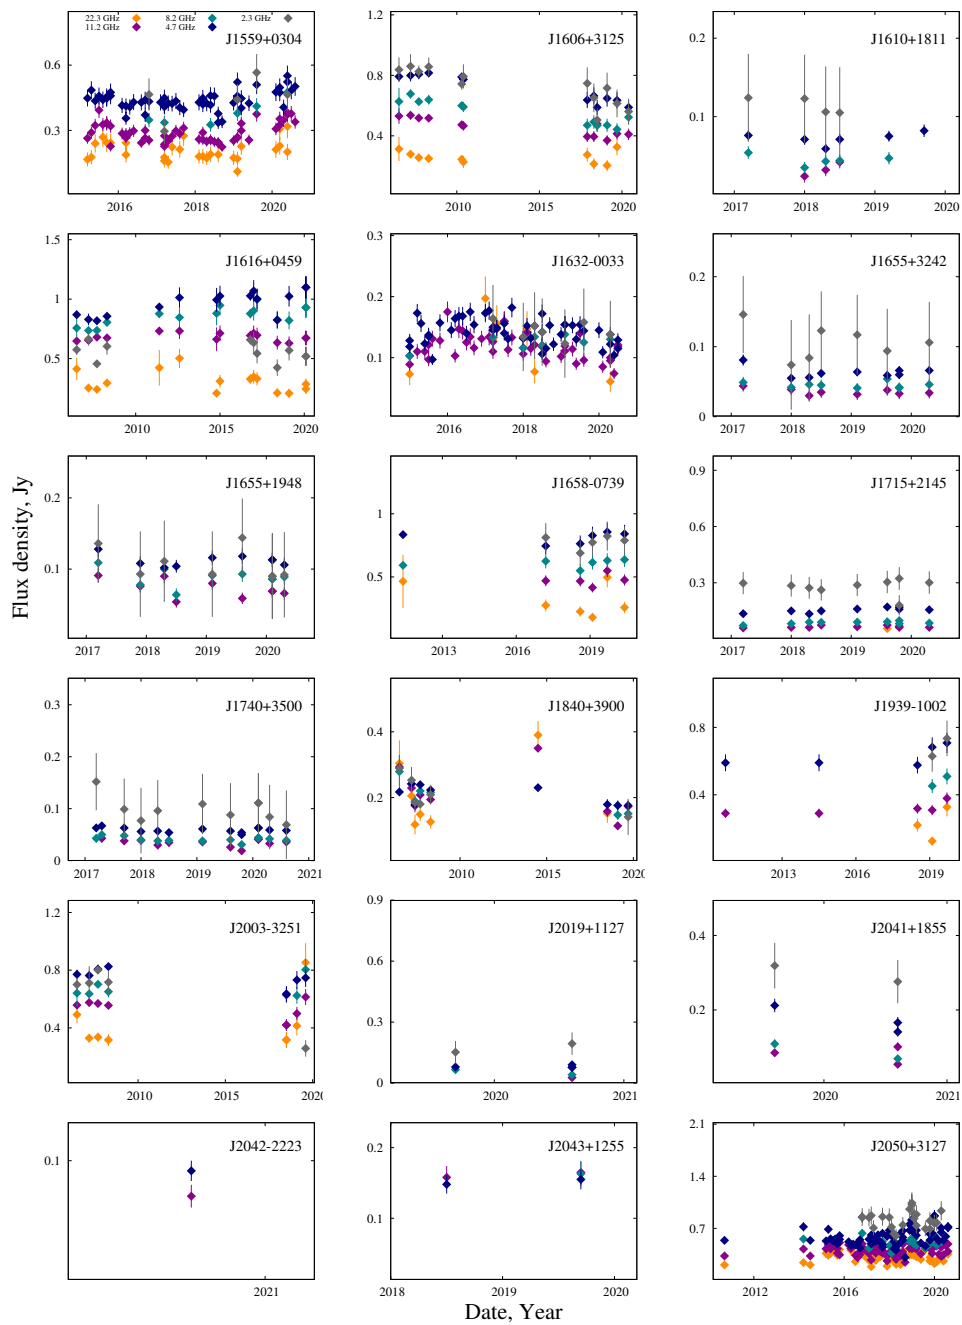 22.3 GHz 8.2 GHz 2.3 GHz
11.2 GHz 4.7 GHz
J1559+0304
0.6
0.3
2016 2018 2020
J1606+3125
1.2
0.8
0.4
2010 2015 2020
J1610+1811
0.2
0.1
2017 2018 2019 2020
J1616+0459
1.5
1
0.5
2010 2015 2020
J1632-0033
0.3
0.2
0.1
2016 2018 2020
J1655+3242
0.2
0.1
0
2017 2018 2019 2020
J1655+1948
0.2
0.1
2017 2018 2019 2020
J1658-0739
1
0.5
2013 2016 2019
J1715+2145
0.9
0.6
0.3
0
2017 2018 2019 2020
J1740+3500
0.3
0.2
0.1
0
2017 2018 2019 2020 2021
J1840+3900
0.4
0.2
2010 2015 2020
J1939-1002
0.8
0.4
2013 2016 2019
J2003-3251
1.2
0.8
0.4
2010 2015 2020
J2019+1127
0.9
0.6
0.3
0
2020 2021
J2041+1855
0.4
0.2
2020 2021
J2042-2223
0.1
2021
J2043+1255
0.2
0.1
2018 2019 2020
J2050+3127
2.1
1.4
0.7
2012 2016 2020
Flux density, Jy
Date, Year